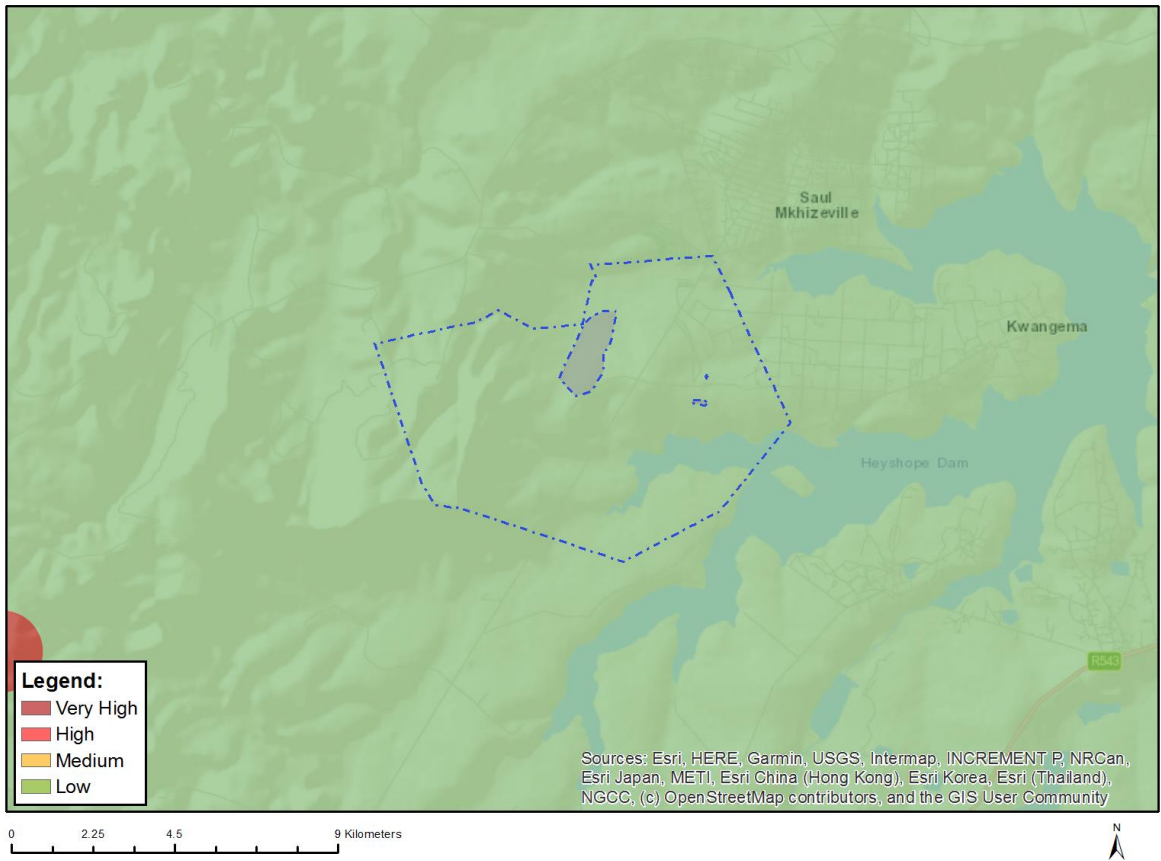 Saul
Mkhizeville
Kwangema
Heyshope Dam
R543
Legend:
Very High
High
Medium
Low
Sources: Esri, HERE, Garmin, USGS, Intermap, INCREMENT P, NRCan,
Esri Japan, METI, Esri China (Hong Kong), Esri Korea, Esri (Thailand),
NGCC, (c) OpenStreetMap contributors, and the GIS User Community
0 2.25 4.5 9 Kilometers
N